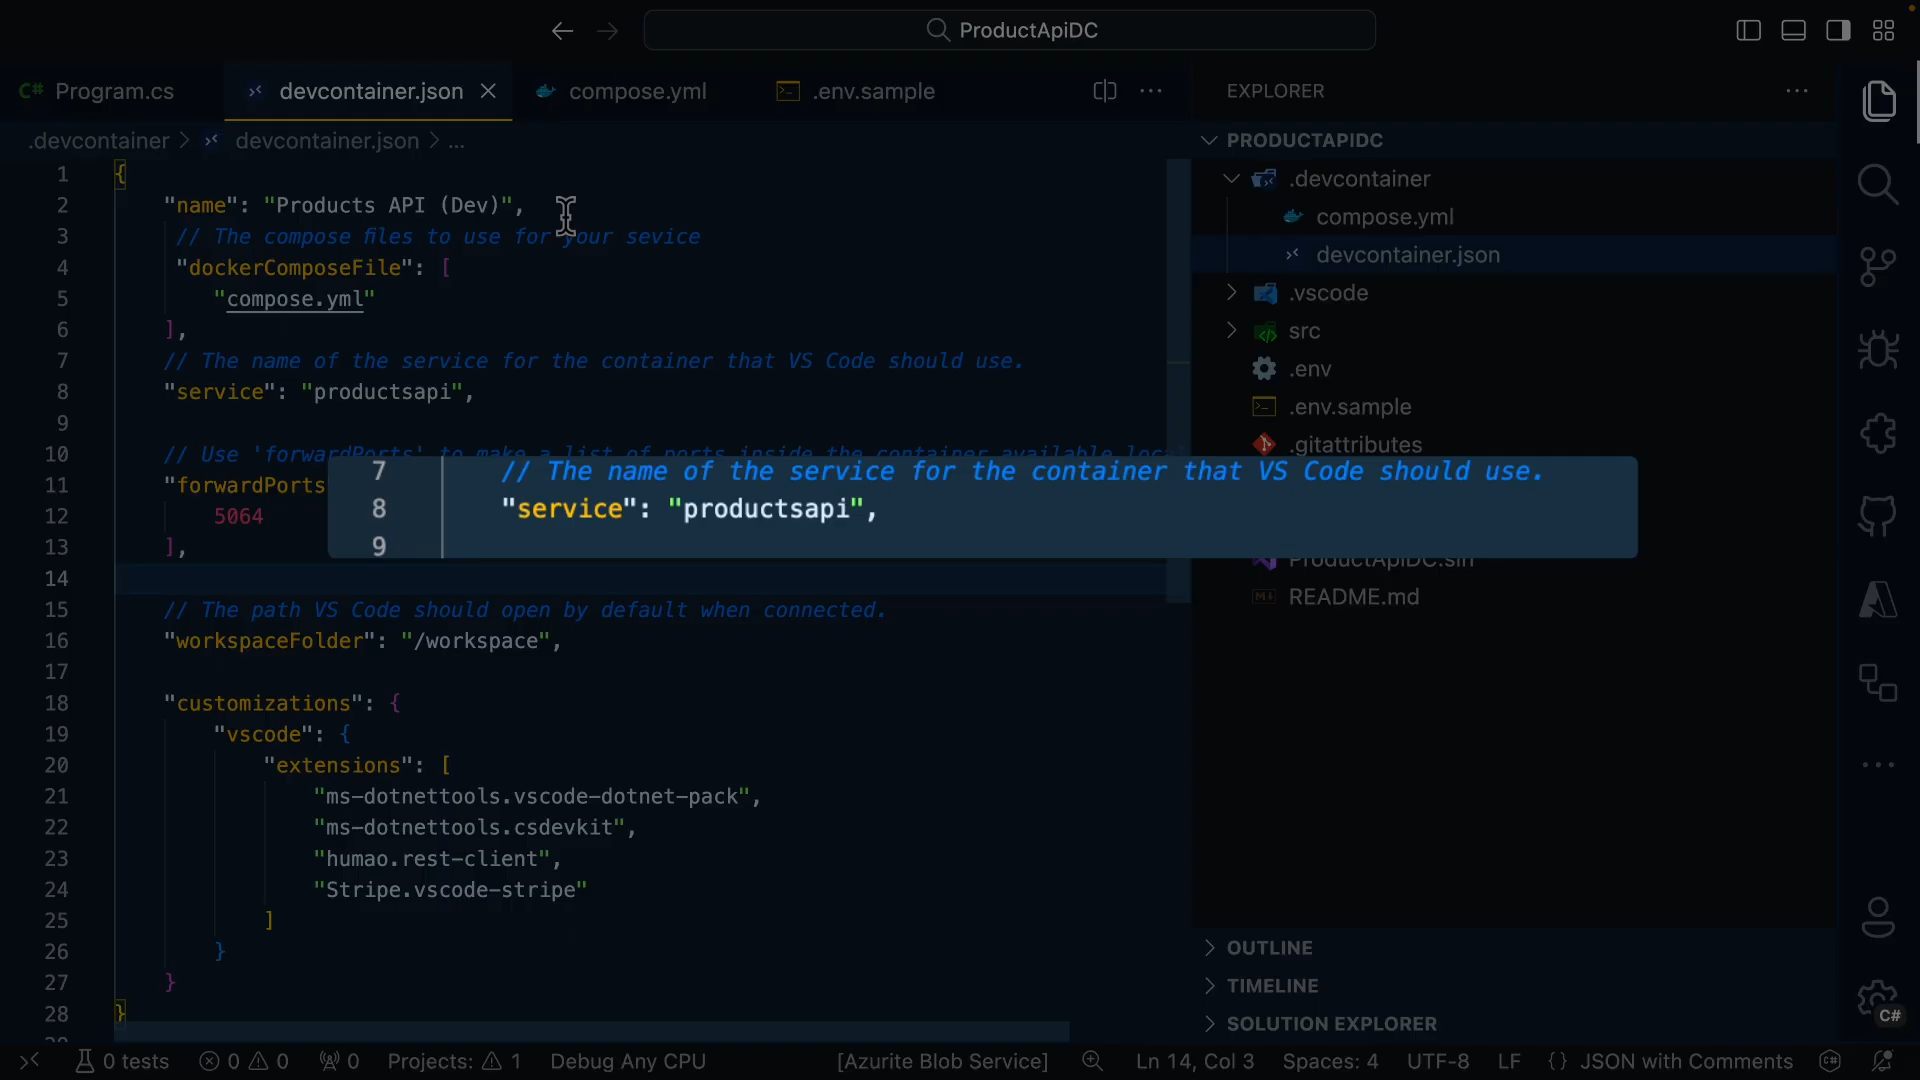 ProductApiDC
C# Program.cs
devcontainer.json
compose.yml
.env.sample
EXPLORER
.devcontainer > devcontainer.json > ...
PRODUCTAPIDC
.devcontainer
compose.yml
devcontainer.json
.vscode
src
.env
.env.sample
.gitattributes
ProductApiDC.sln
README.md
OUTLINE
TIMELINE
SOLUTION EXPLORER
1 {
2 "name": "Products API (Dev)",
3 // The compose files to use for your sevice
4 "dockerComposeFile": [
5 "compose.yml"
6 ],
7 // The name of the service for the container that VS Code should use.
8 "service": "productsapi",
9
10 // Use 'forwardPorts' to make a list of ports inside the container available
11 "forwardPorts
12 5064
13 ],
14
15 // The path VS Code should open by default when connected.
16 "workspaceFolder": "/workspace",
17
18 "customizations": {
19 "vscode": {
20 "extensions": [
21 "ms-dotnettools.vscode-dotnet-pack",
22 "ms-dotnettools.csdevkit",
23 "humao.rest-client",
24 "Stripe.vscode-stripe"
25 ]
26 }
27 }
28 }
7 // The name of the service for the container that VS Code should use.
8 "service": "productsapi",
9
C#
0 tests 0 0 0 Projects: 1 Debug Any CPU [Azurite Blob Service] Ln 14, Col 3 Spaces: 4 UTF-8 LF {} JSON with Comments